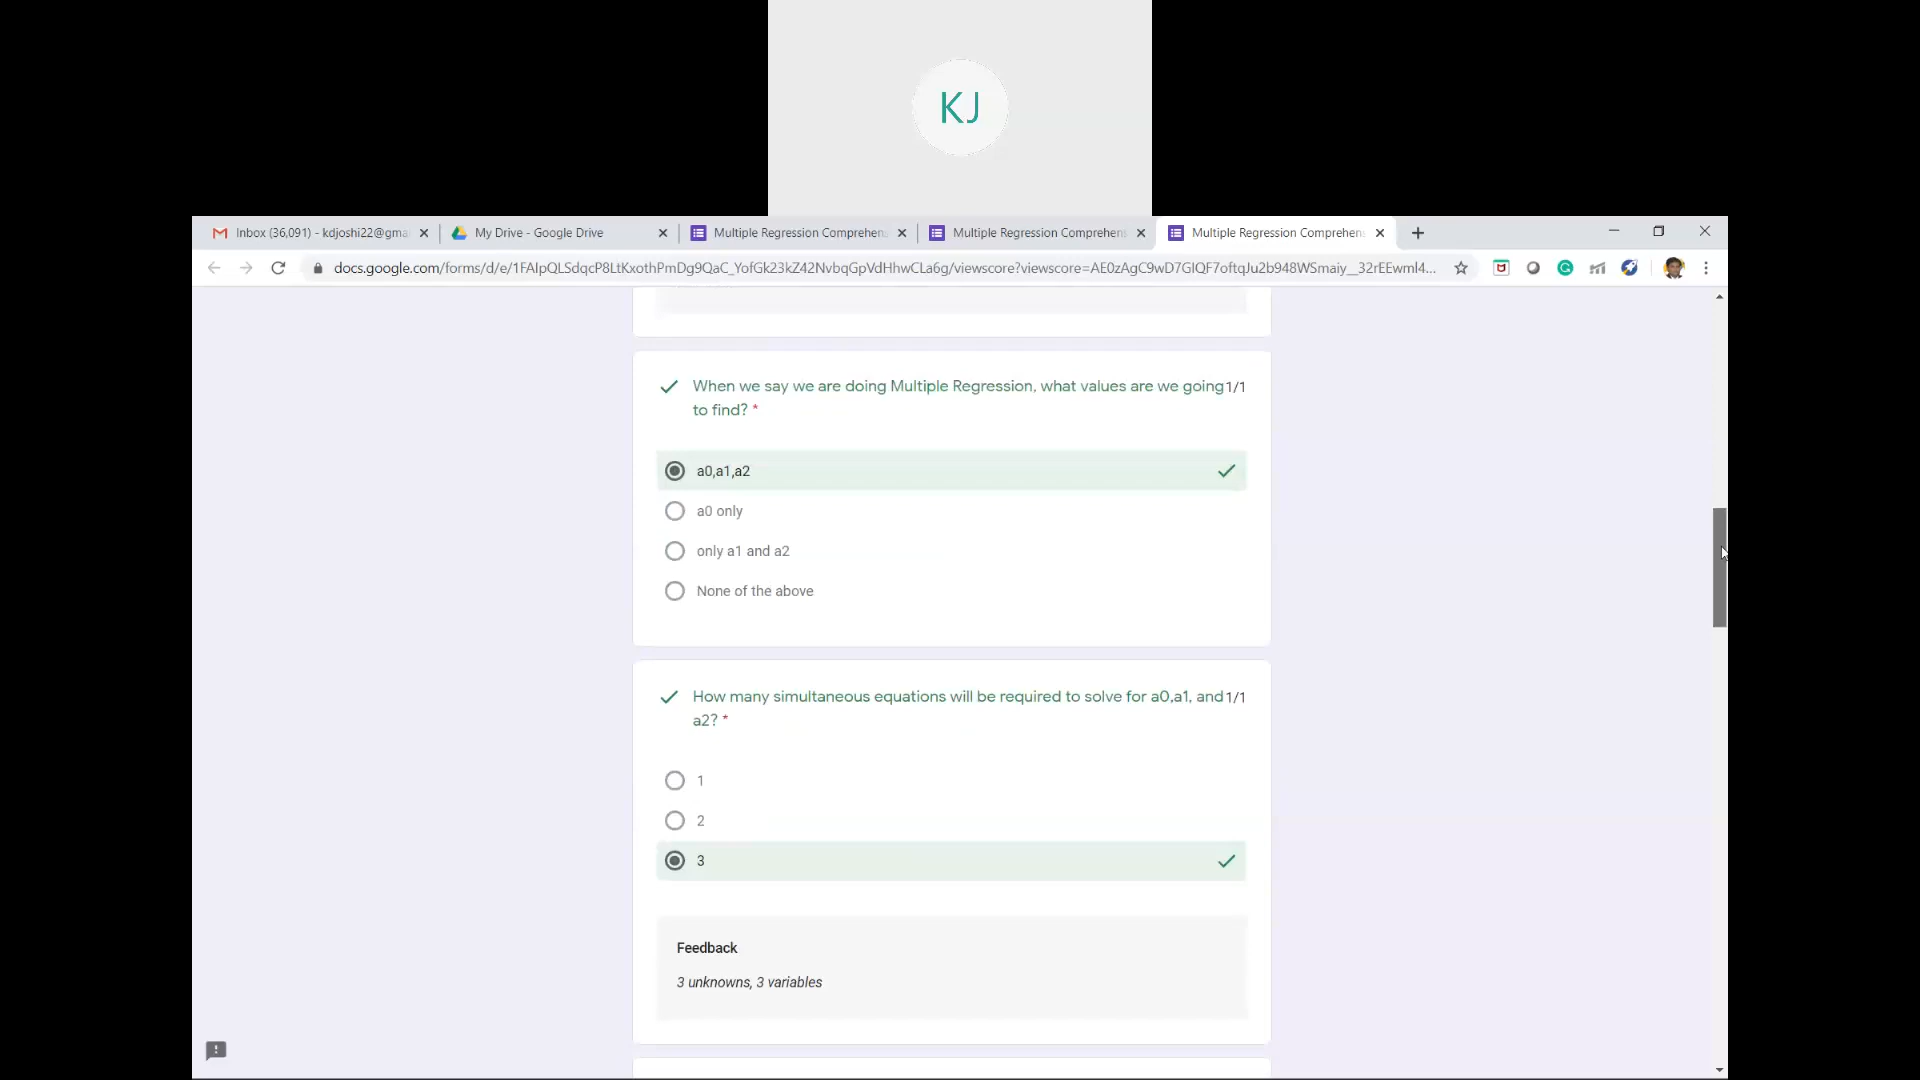 KJ
Inbox (36,091) - kdjoshi22@gma
My Drive - Google Drive
Multiple Regression Comprehen
Multiple Regression Comprehen
Multiple Regression Comprehen
docs.google.com/forms/d/e/1FAIpQLSdqcP8LtKxothPmDg9QaC_YofGk23kZ42NvbqGpVdHhwCLa6g/viewscore?viewscore=AE0zAgC9wD7GIQF7oftqJu2b948WSmaiy__32rEEwml4...
When we say we are doing Multiple Regression, what values are we going 1/1
to find? *
a0,a1,a2
a0 only
only a1 and a2
None of the above
How many simultaneous equations will be required to solve for a0,a1, and 1/1
a2? *
1
2
3
Feedback
3 unknowns, 3 variables